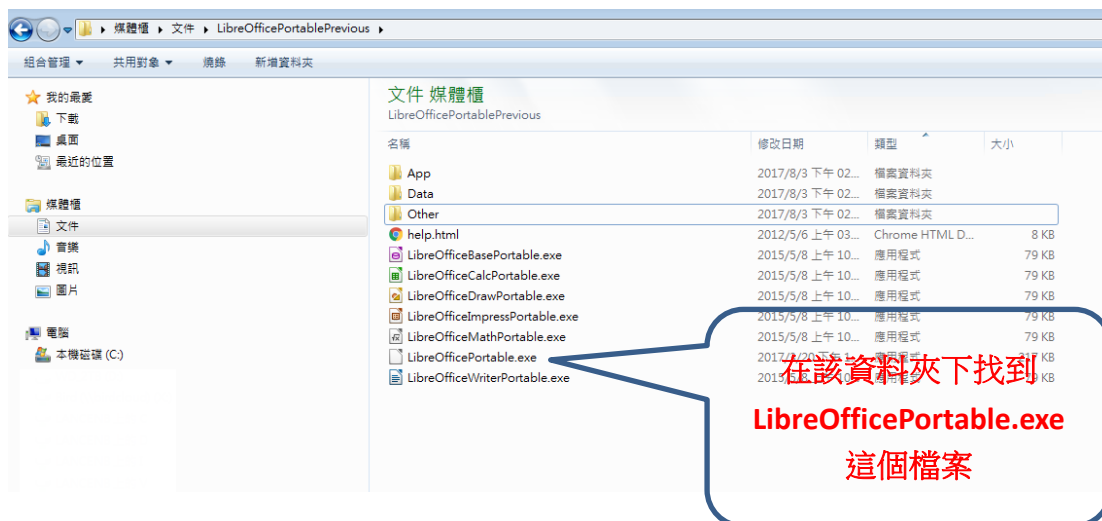 媒體櫃 ▸ 文件 ▸ LibreOfficePortablePrevious ▸
組合管理 ▼ 共用對象 ▼ 燒錄 新增資料夾
我的最愛
下載
桌面
最近的位置
媒體櫃
文件
音樂
視訊
圖片
電腦
本機磁碟 (C:)
文件 媒體櫃
LibreOfficePortablePrevious
名稱 修改日期 類型 大小
App 2017/8/3 下午 02... 檔案資料夾
Data 2017/8/3 下午 02... 檔案資料夾
Other 2017/8/3 下午 02... 檔案資料夾
help.html 2012/5/6 上午 03... Chrome HTML D... 8 KB
LibreOfficeBasePortable.exe 2015/5/8 上午 10... 應用程式 79 KB
LibreOfficeCalcPortable.exe 2015/5/8 上午 10... 應用程式 79 KB
LibreOfficeDrawPortable.exe 2015/5/8 上午 10... 應用程式 79 KB
LibreOfficeImpressPortable.exe 2015/5/8 上午 10... 應用程式 79 KB
LibreOfficeMathPortable.exe 2015/5/8 上午 10... 應用程式 79 KB
LibreOfficePortable.exe KB
LibreOfficeWriterPortable.exe 2015/5/8 KB
在該資料夾下找到
LibreOfficePortable.exe
這個檔案